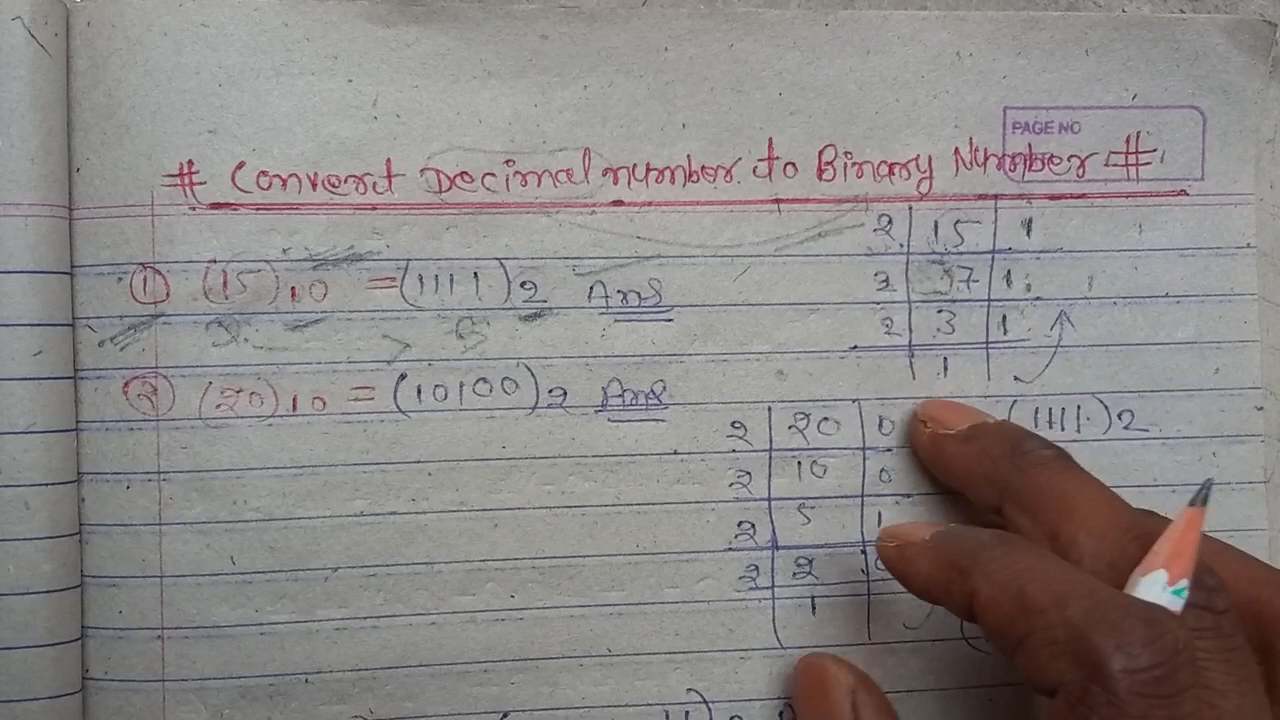 PAGE NO
# Convert Decimal number to Binary Number #
2 | 15 | 1
① (15)10 = (1111)2 Ans
2 | 7 | 1
2 | 3 | 1
1
② (20)10 = (10100)2 Ans
(1111)2
2 | 20 | 0
2 | 10 | 0
2 | 5 | 1
2 | 2
1